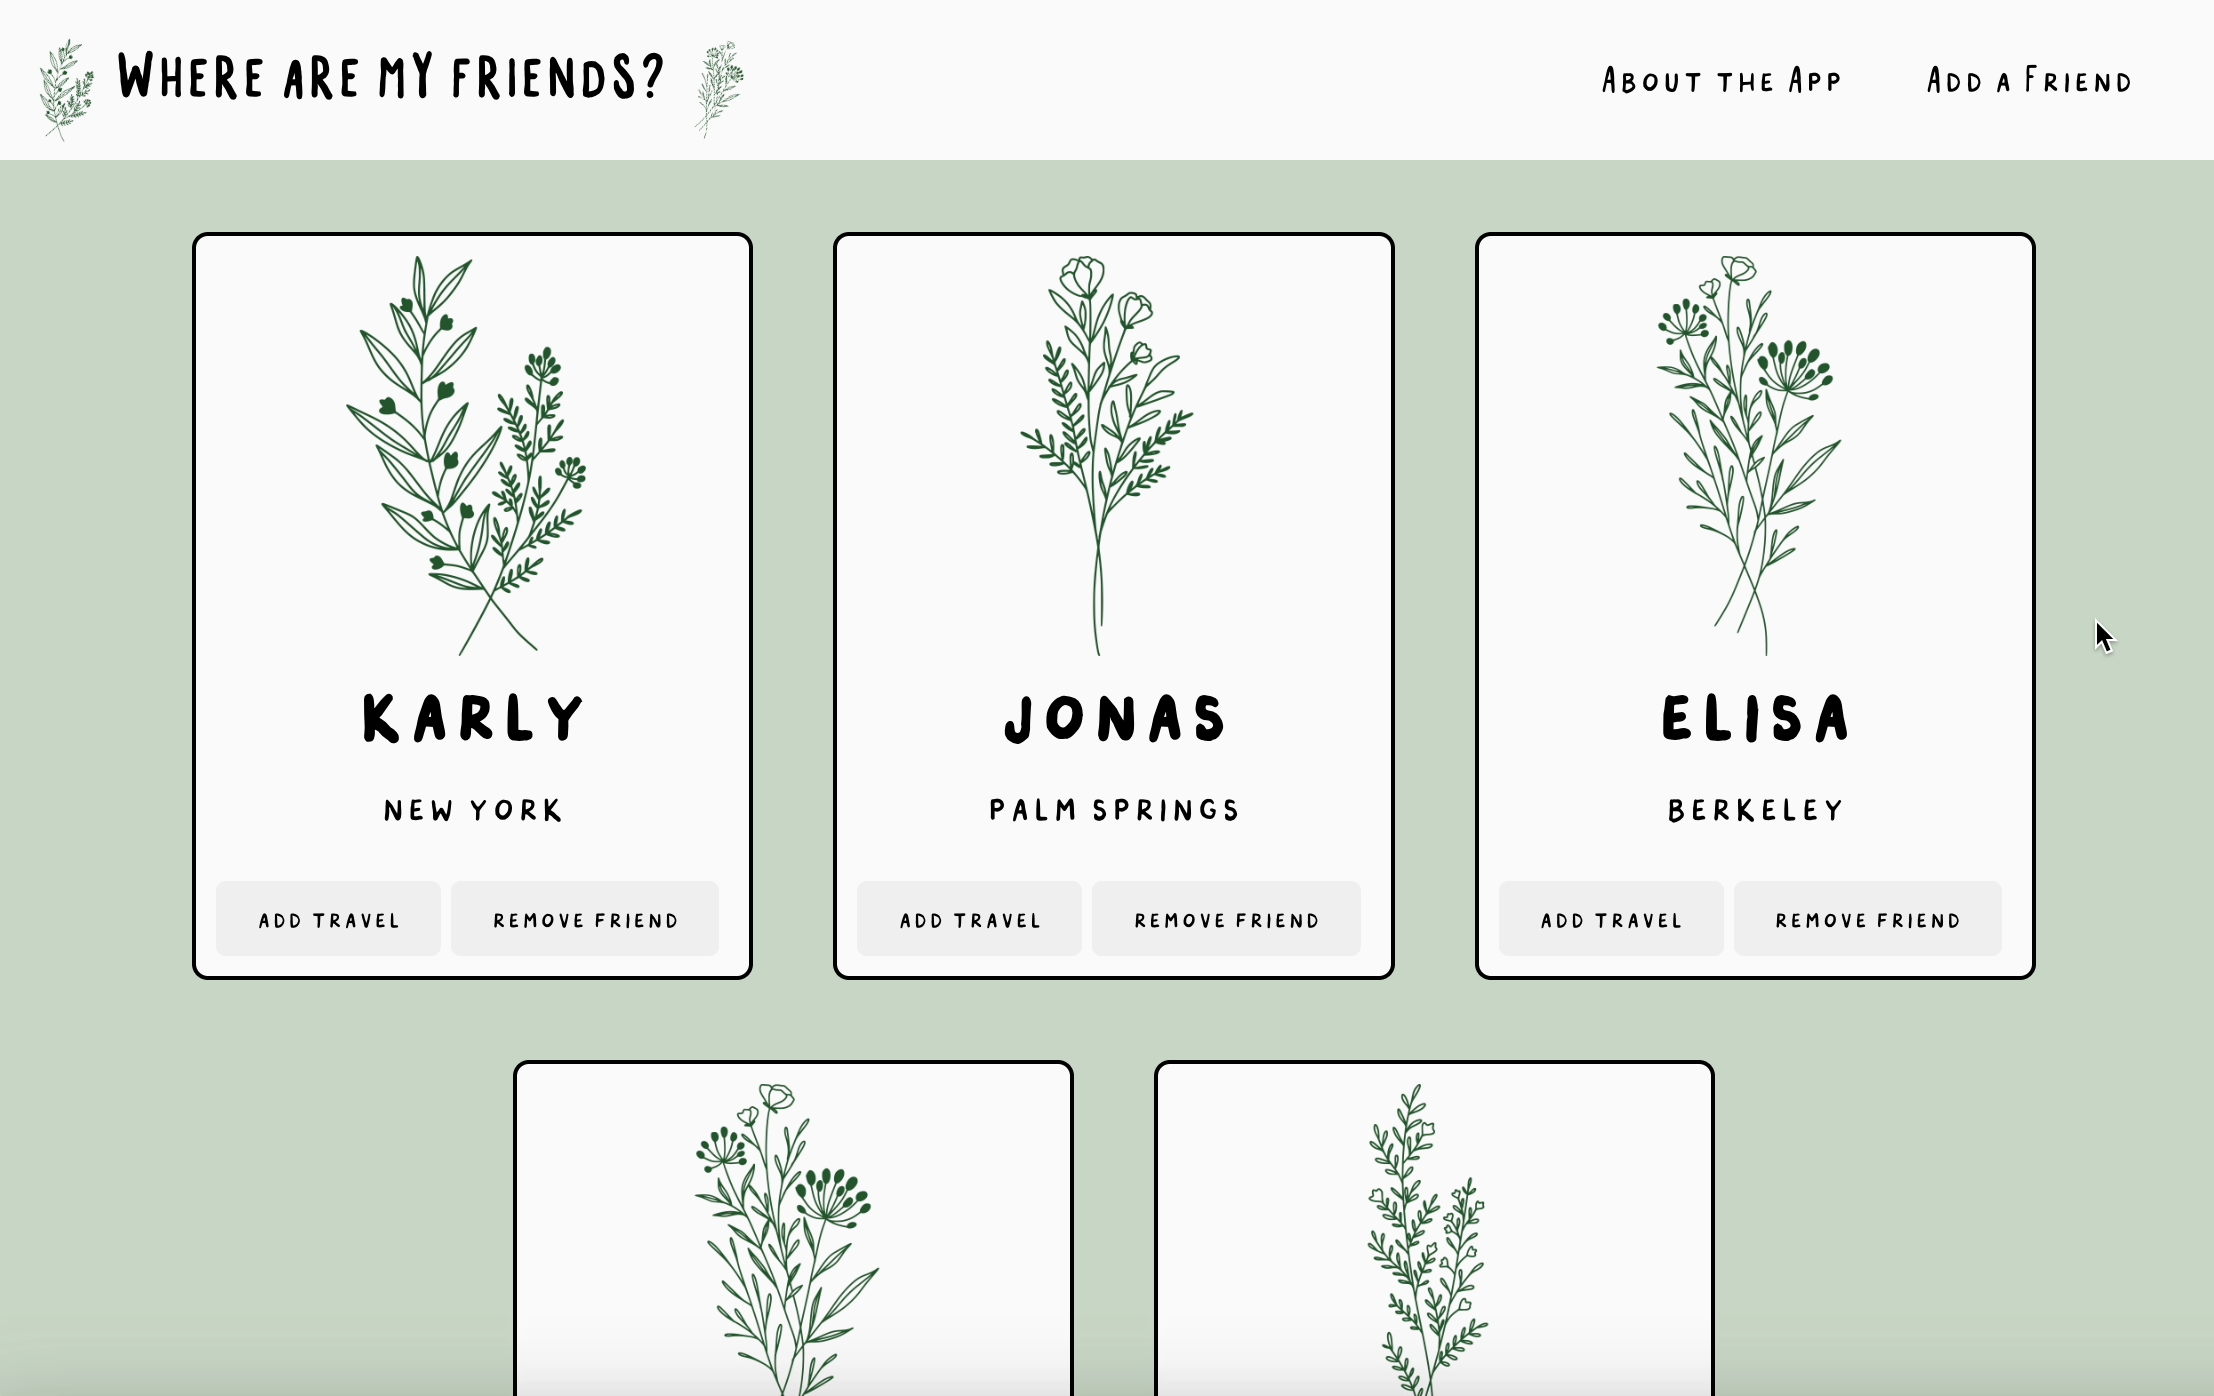 WHERE ARE MY FRIENDS?
ABOUT THE APP
ADD A FRIEND
KARLY
NEW YORK
ADD TRAVEL
REMOVE FRIEND
JONAS
PALM SPRINGS
ADD TRAVEL
REMOVE FRIEND
ELISA
BERKELEY
ADD TRAVEL
REMOVE FRIEND